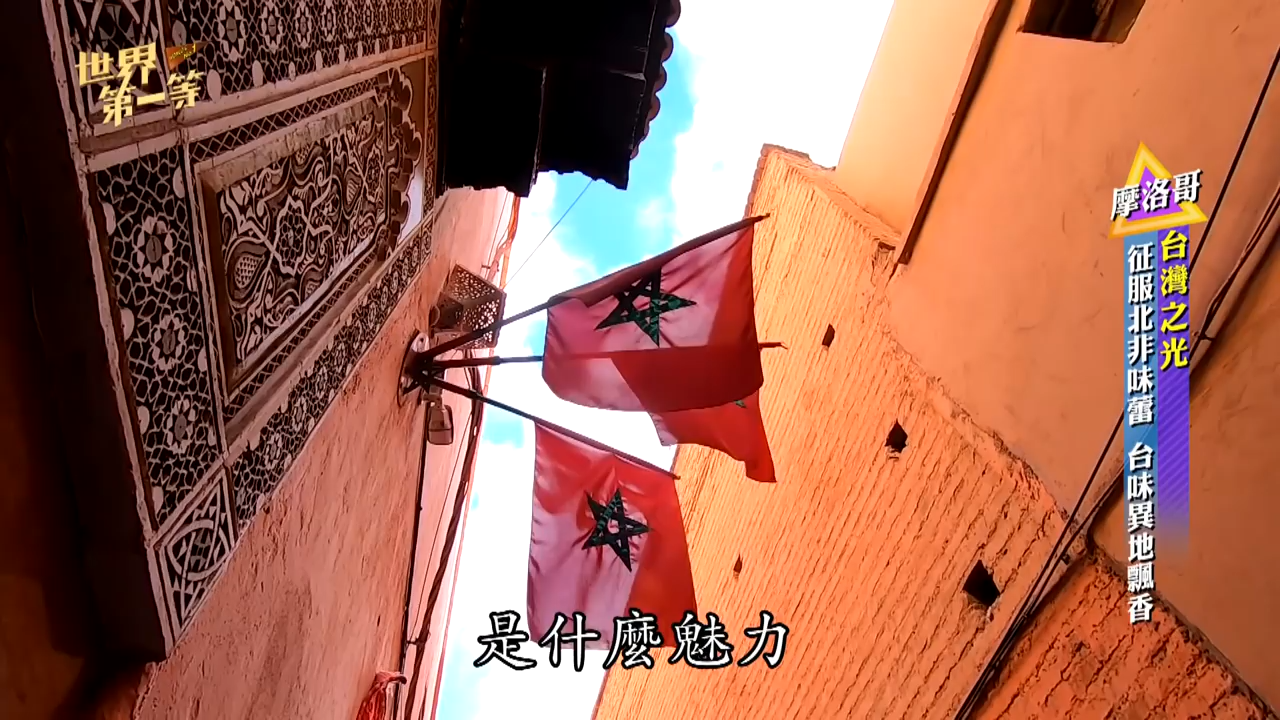 世界
第一等
摩洛哥
台灣之光
征服北非味蕾 台味異地飄香
是什麼魅力